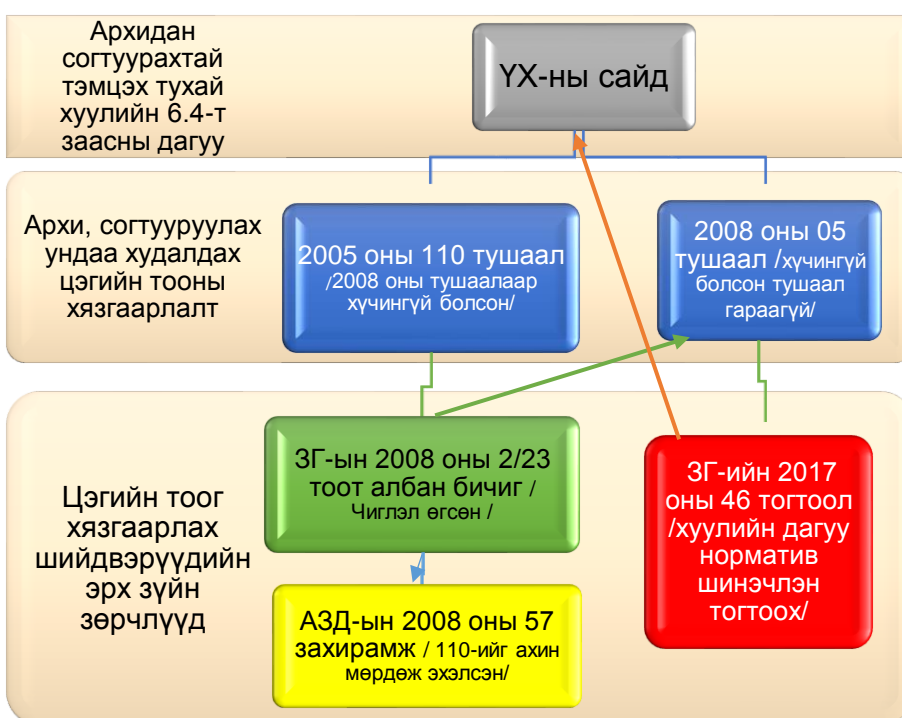 Архидан
согтуурахтай
тэмцэх тухай
хуулийн 6.4-т
заасны дагуу
ҮХ-ны сайд
Архи, согтууруулах
ундаа худалдах
цэгийн тооны
хязгаарлалт
2005 оны 110 тушаал
/2008 оны тушаалаар
хүчингүй болсон/
2008 оны 05
тушаал /хүчингүй
болсон тушаал
гараагүй/
Цэгийн тоог
хязгаарлах
шийдвэрүүдийн
эрх зүйн
зөрчлүүд
ЗГ-ын 2008 оны 2/23
тоот албан бичиг /
Чиглэл өгсөн /
АЗД-ын 2008 оны 57
захирамж / 110-ийг ахин
мөрдөж эхэлсэн/
ЗГ-ийн 2017
оны 46 тогтоол
/хуулийн дагуу
норматив
шинэчлэн
тогтоох/